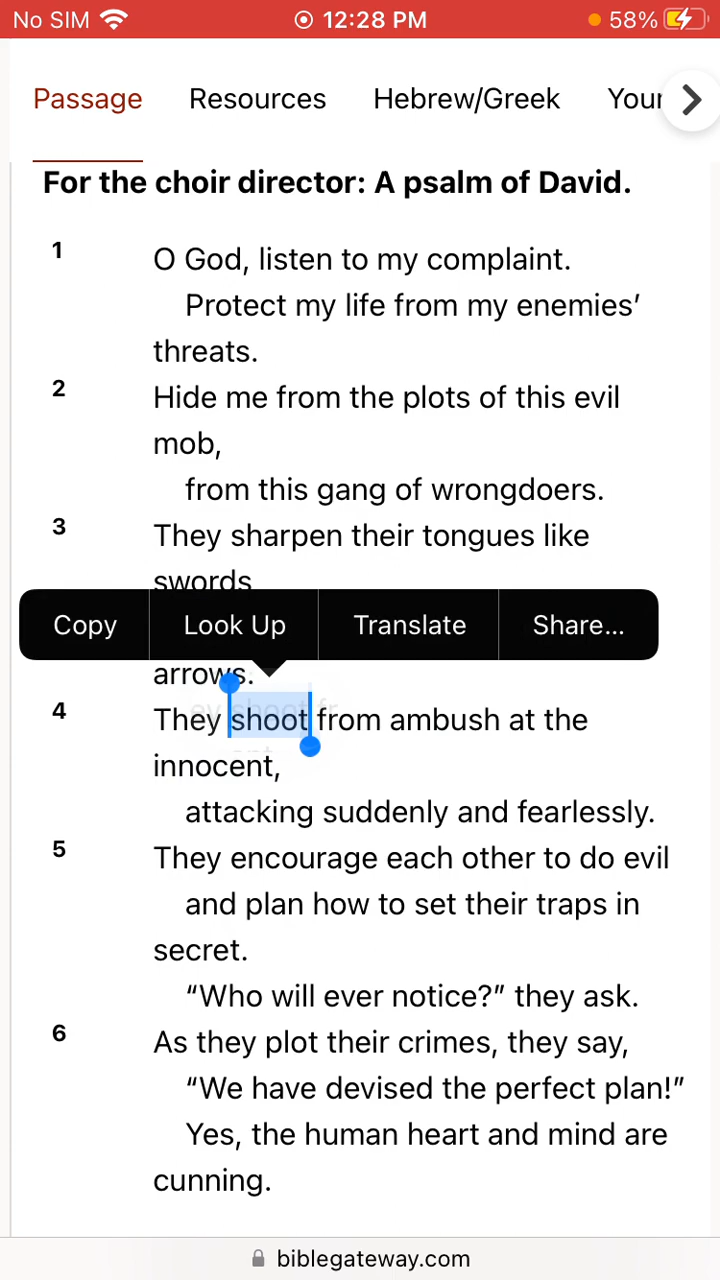 No SIM 12:28 PM 58%
Passage Resources Hebrew/Greek Your
For the choir director: A psalm of David.
1 O God, listen to my complaint.
Protect my life from my enemies’
threats.
2 Hide me from the plots of this evil
mob,
from this gang of wrongdoers.
3 They sharpen their tongues like
swords
Copy Look Up Translate Share...
arrows.
4 They shoot from ambush at the
innocent,
attacking suddenly and fearlessly.
5 They encourage each other to do evil
and plan how to set their traps in
secret.
“Who will ever notice?” they ask.
6 As they plot their crimes, they say,
“We have devised the perfect plan!”
Yes, the human heart and mind are
cunning.
biblegateway.com